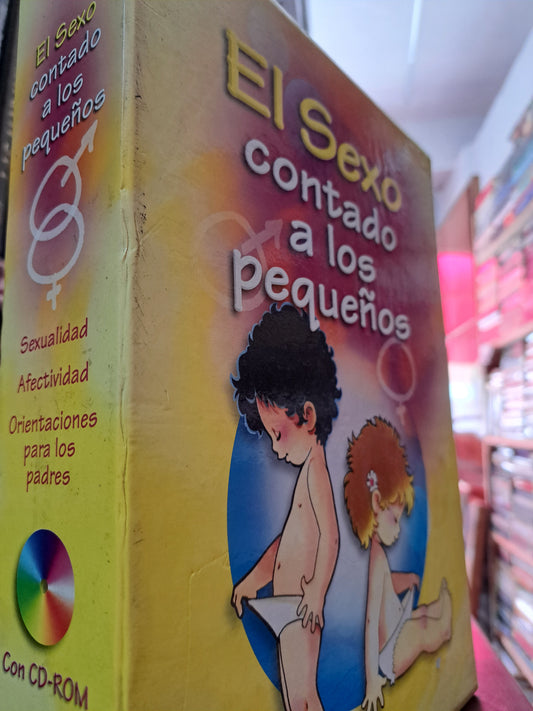 El Sexo
contado
a los
pequeños
Sexualidad
Afectividad
Orientaciones
para los
padres
Con CD-ROM
El Sexo
contado
a los
pequeños